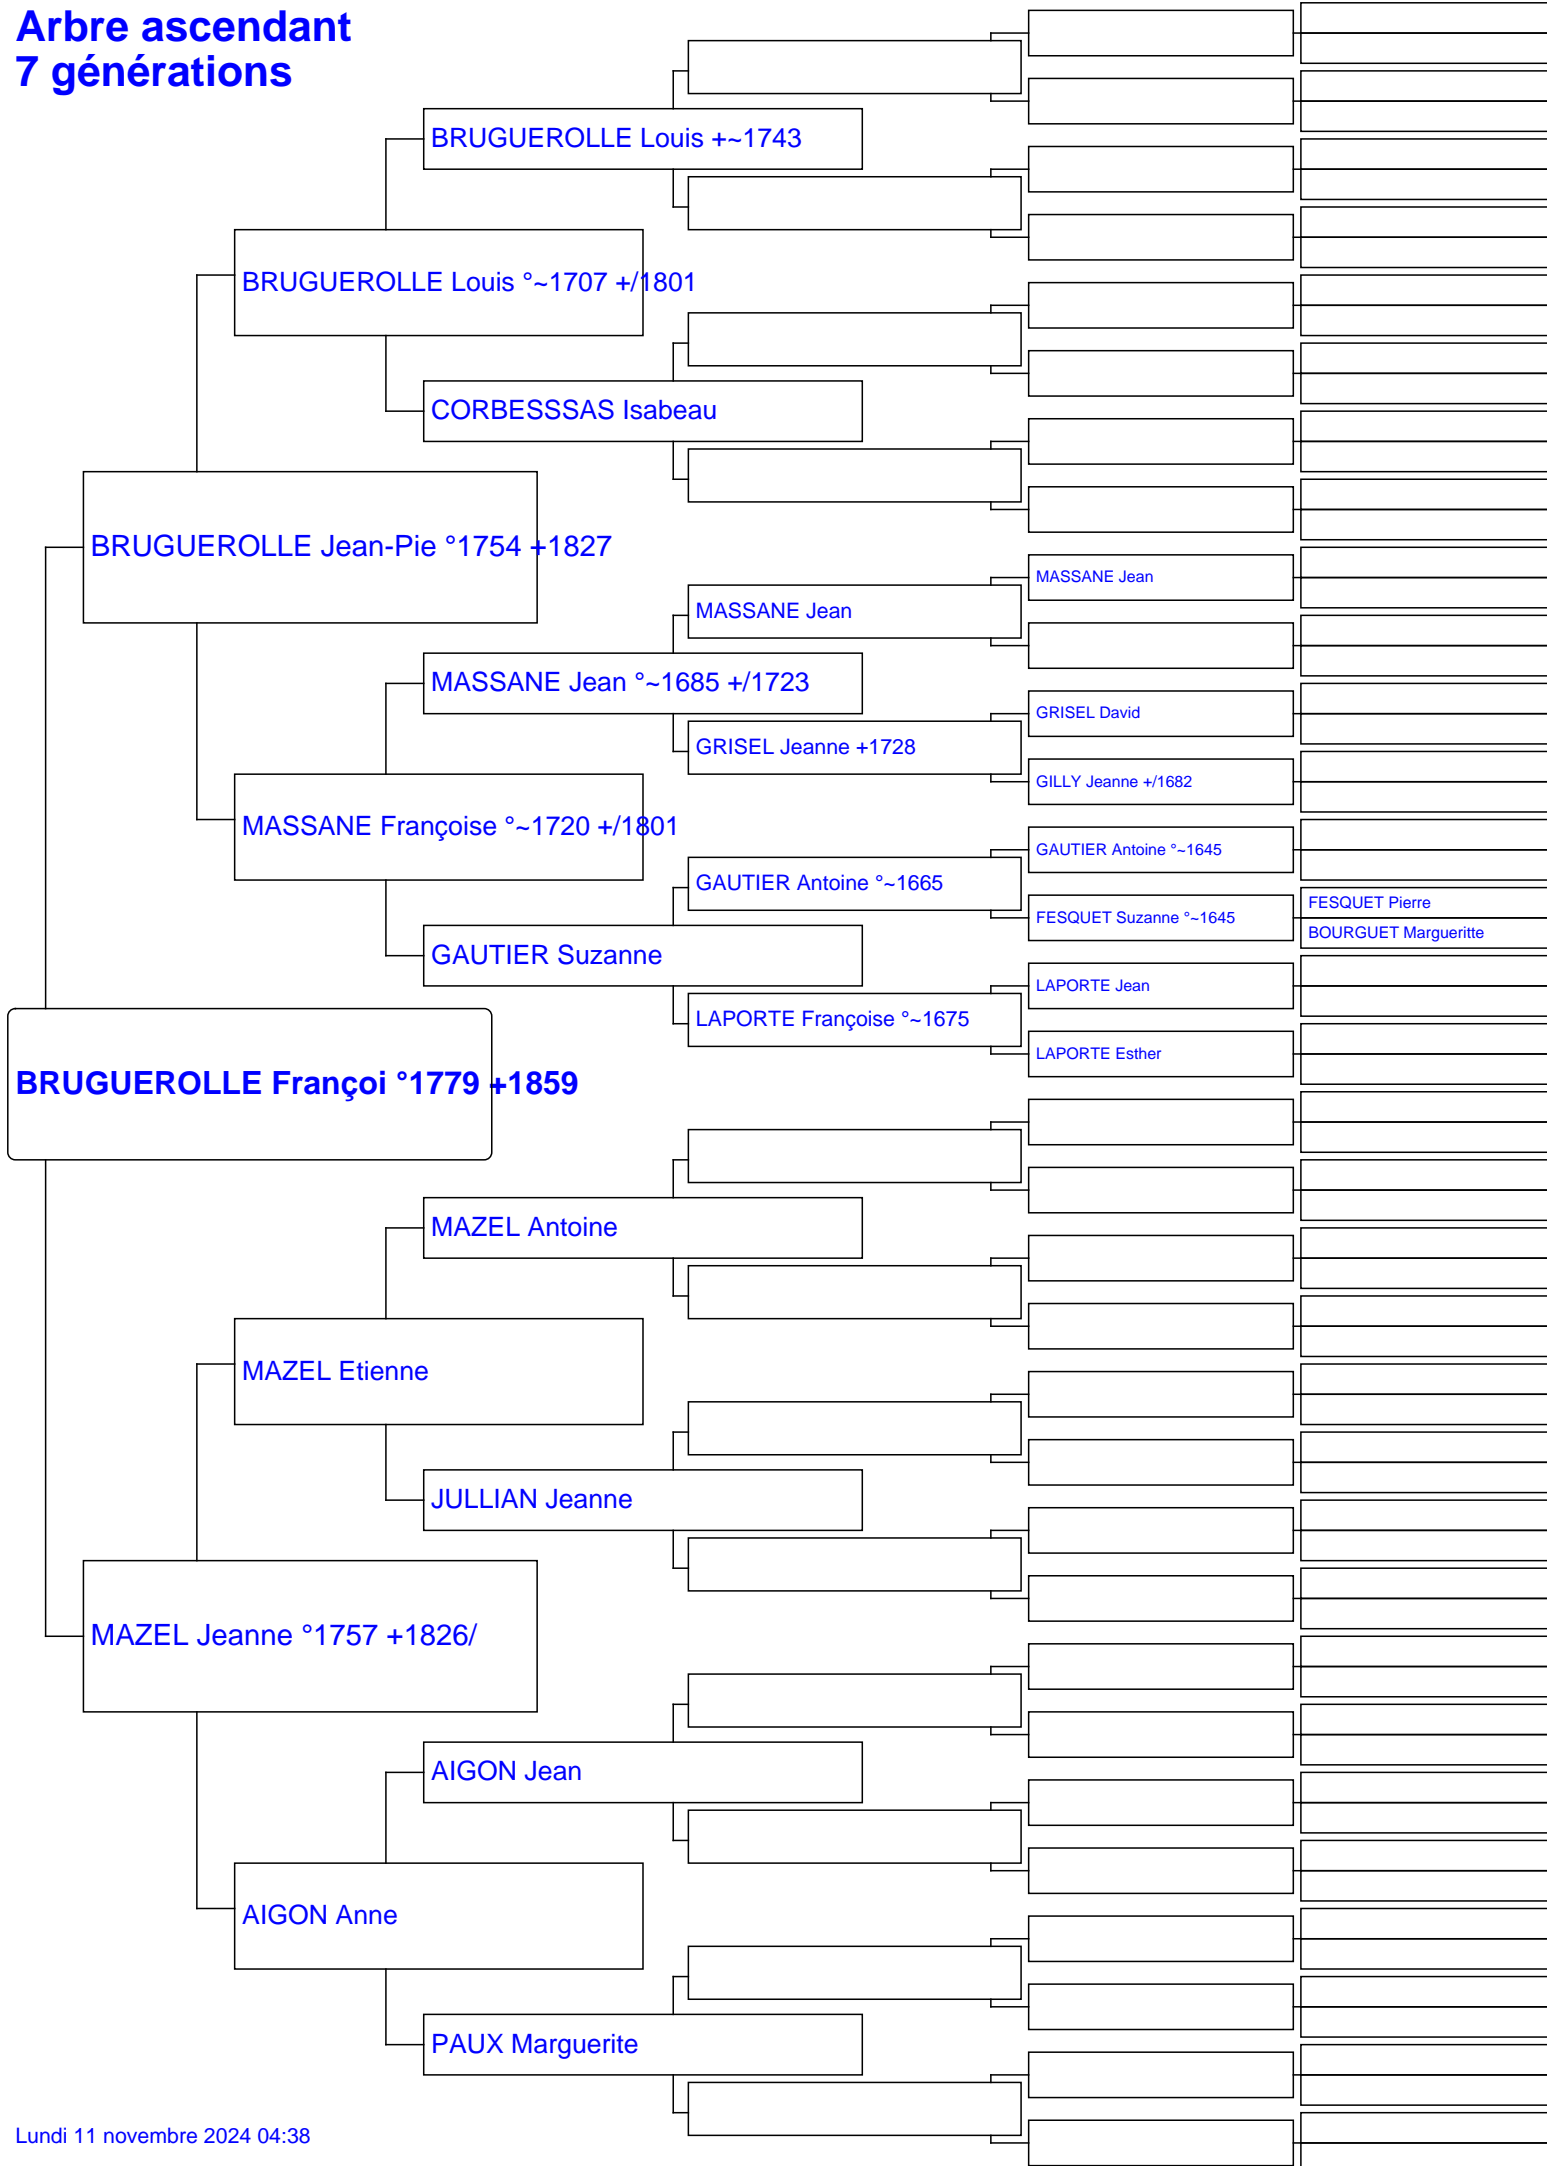 Arbre ascendant
7 générations
BRUGUEROLLE Louis +~1743
BRUGUEROLLE Louis °~1707 +/1801
CORBESSSAS Isabeau
BRUGUEROLLE Jean-Pie °1754 +1827
MASSANE Jean
MASSANE Jean
MASSANE Jean °~1685 +/1723
GRISEL David
GRISEL Jeanne +1728
GILLY Jeanne +/1682
MASSANE Françoise °~1720 +/1801
GAUTIER Antoine °~1645
GAUTIER Antoine °~1665
FESQUET Pierre
FESQUET Suzanne °~1645
BOURGUET Margueritte
GAUTIER Suzanne
LAPORTE Jean
LAPORTE Françoise °~1675
LAPORTE Esther
BRUGUEROLLE Françoi °1779 +1859
MAZEL Antoine
MAZEL Etienne
JULLIAN Jeanne
MAZEL Jeanne °1757 +1826/
AIGON Jean
AIGON Anne
PAUX Marguerite
Lundi 11 novembre 2024 04:38